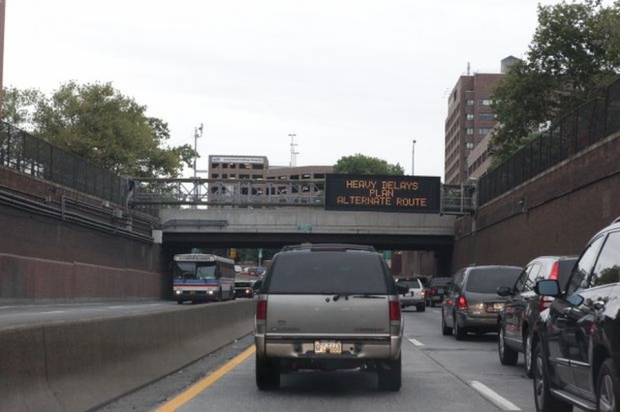 HEAVY DELAYS
PLAN
ALTERNATE ROUTE